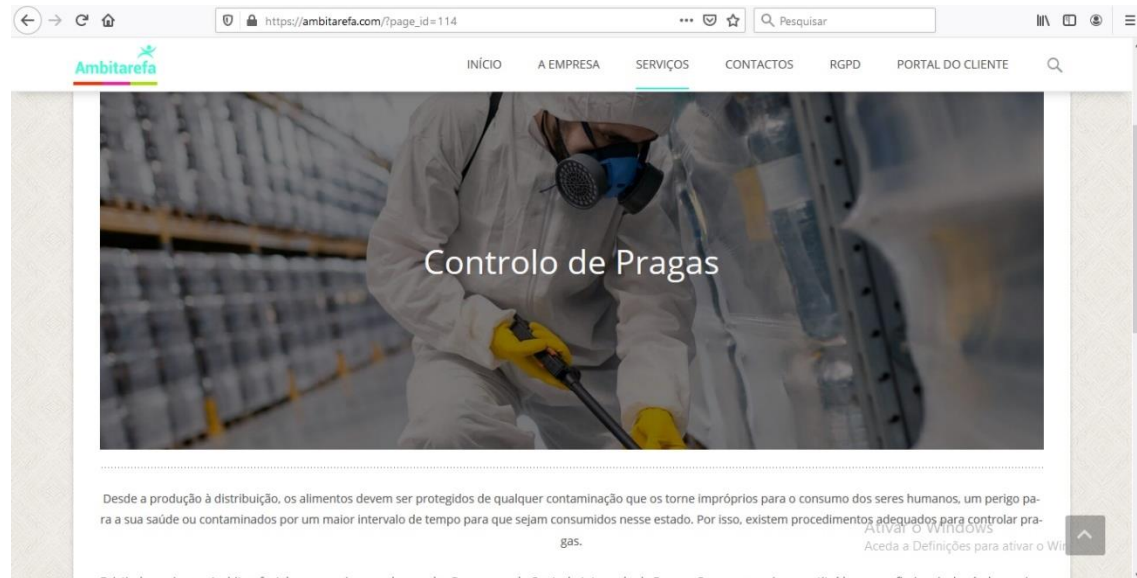 https://ambitarefa.com/?page_id=114
Pesquisar
Ambitarefa
INÍCIO A EMPRESA SERVIÇOS CONTACTOS RGPD PORTAL DO CLIENTE
Controlo de Pragas
Desde a produção à distribuição, os alimentos devem ser protegidos de qualquer contaminação que os torne impróprios para o consumo dos seres humanos, um perigo pa-
ra a sua saúde ou contaminados por um maior intervalo de tempo para que sejam consumidos nesse estado. Por isso, existem procedimentos adequados para controlar pra-
gas.
Ativar o Windows
Aceda a Definições para ativar o Win